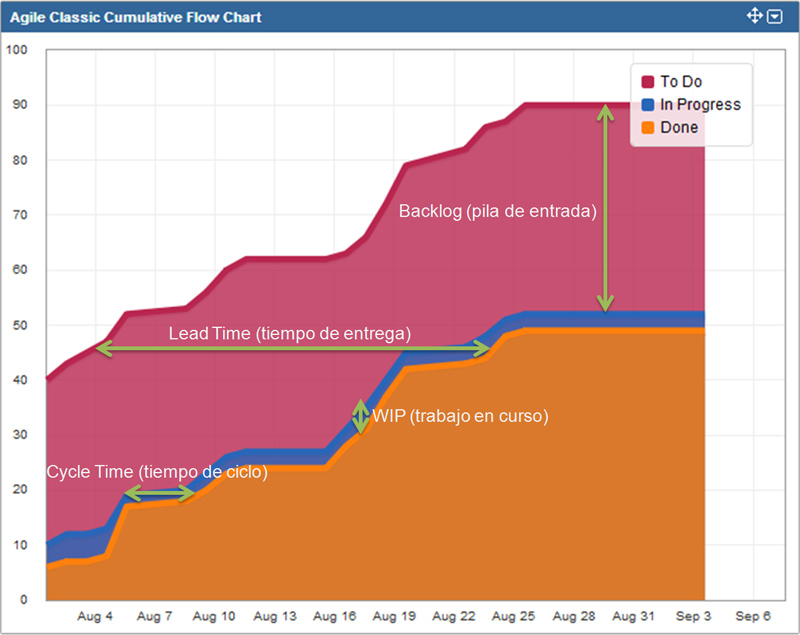 Agile Classic Cumulative Flow Chart
100
To Do
In Progress
Done
90
80
Backlog (pila de entrada)
70
60
50
Lead Time (tiempo de entrega)
40
WIP (trabajo en curso)
30
Cycle Time (tiempo de ciclo)
20
10
0
Aug 4 Aug 7 Aug 10 Aug 13 Aug 16 Aug 19 Aug 22 Aug 25 Aug 28 Aug 31 Sep 3 Sep 6